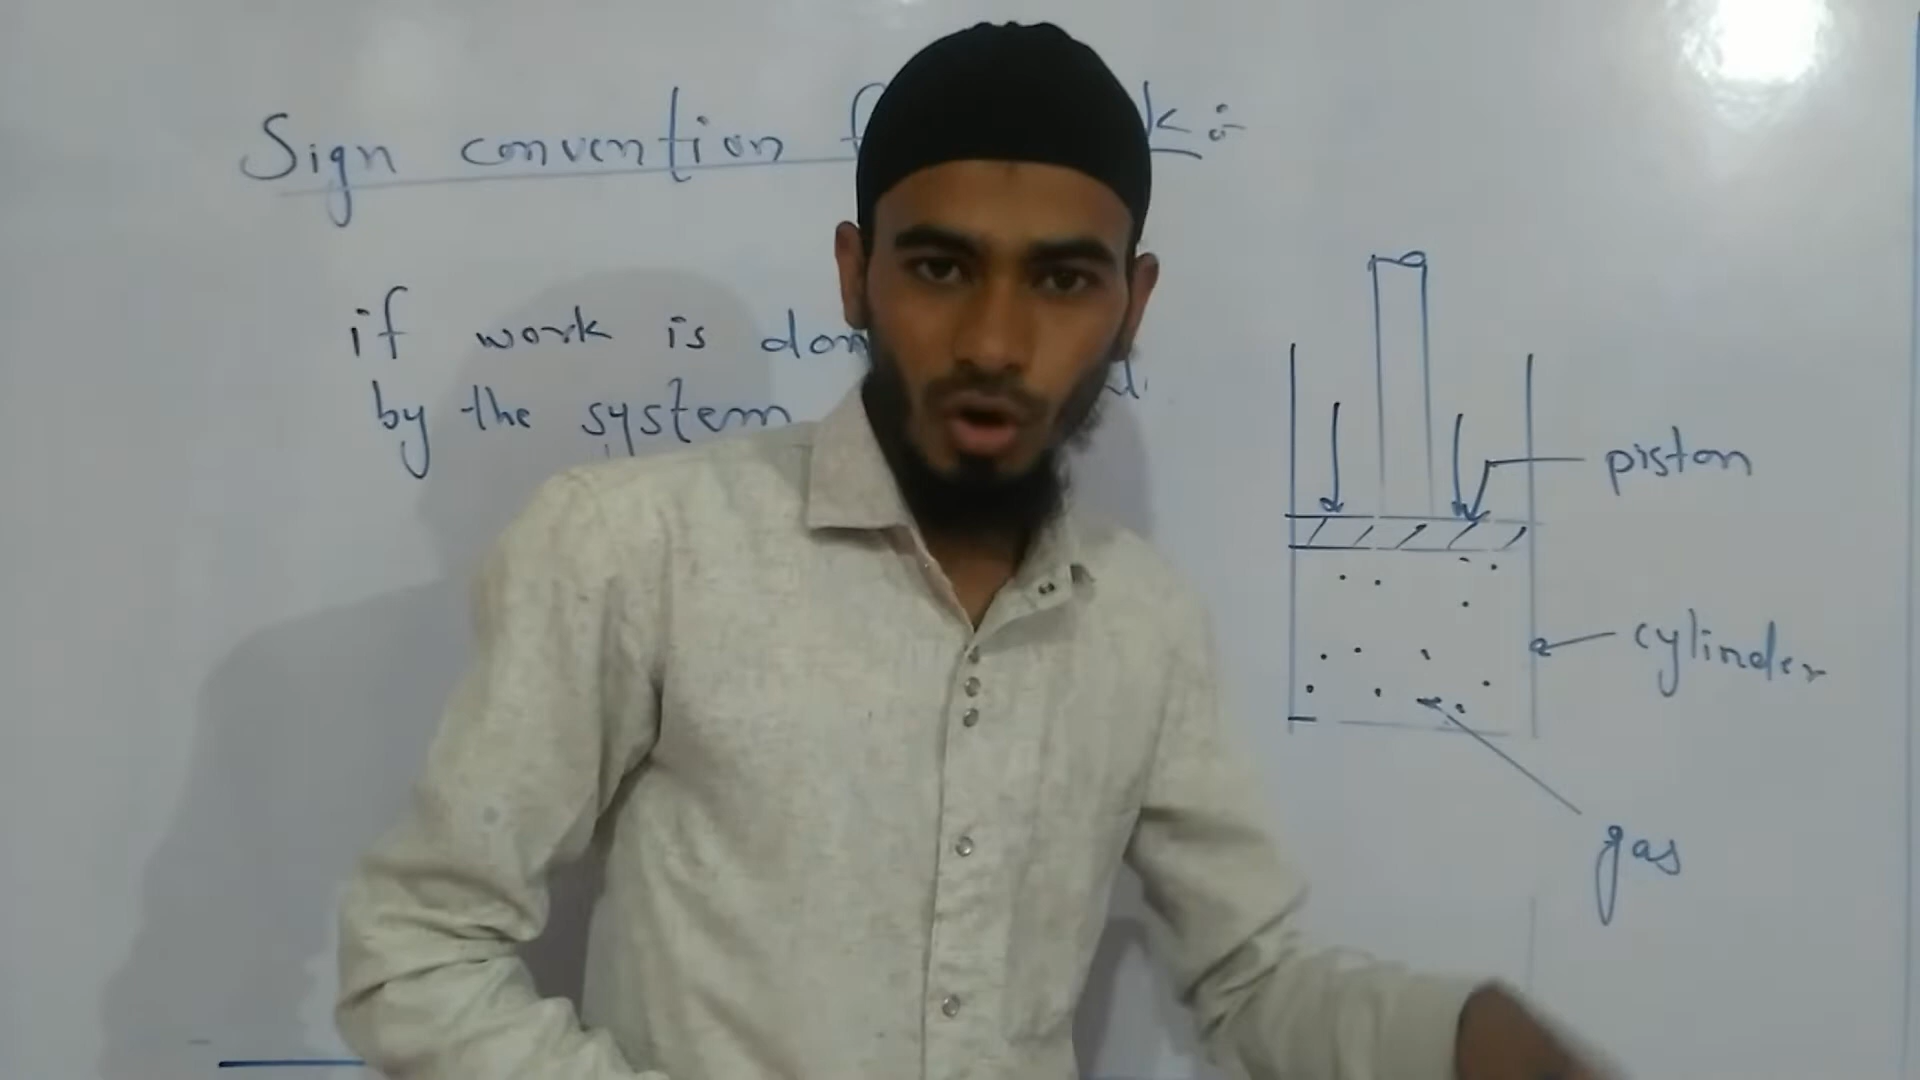 Sign convention
if work is
by the system
piston
cylinder
gas